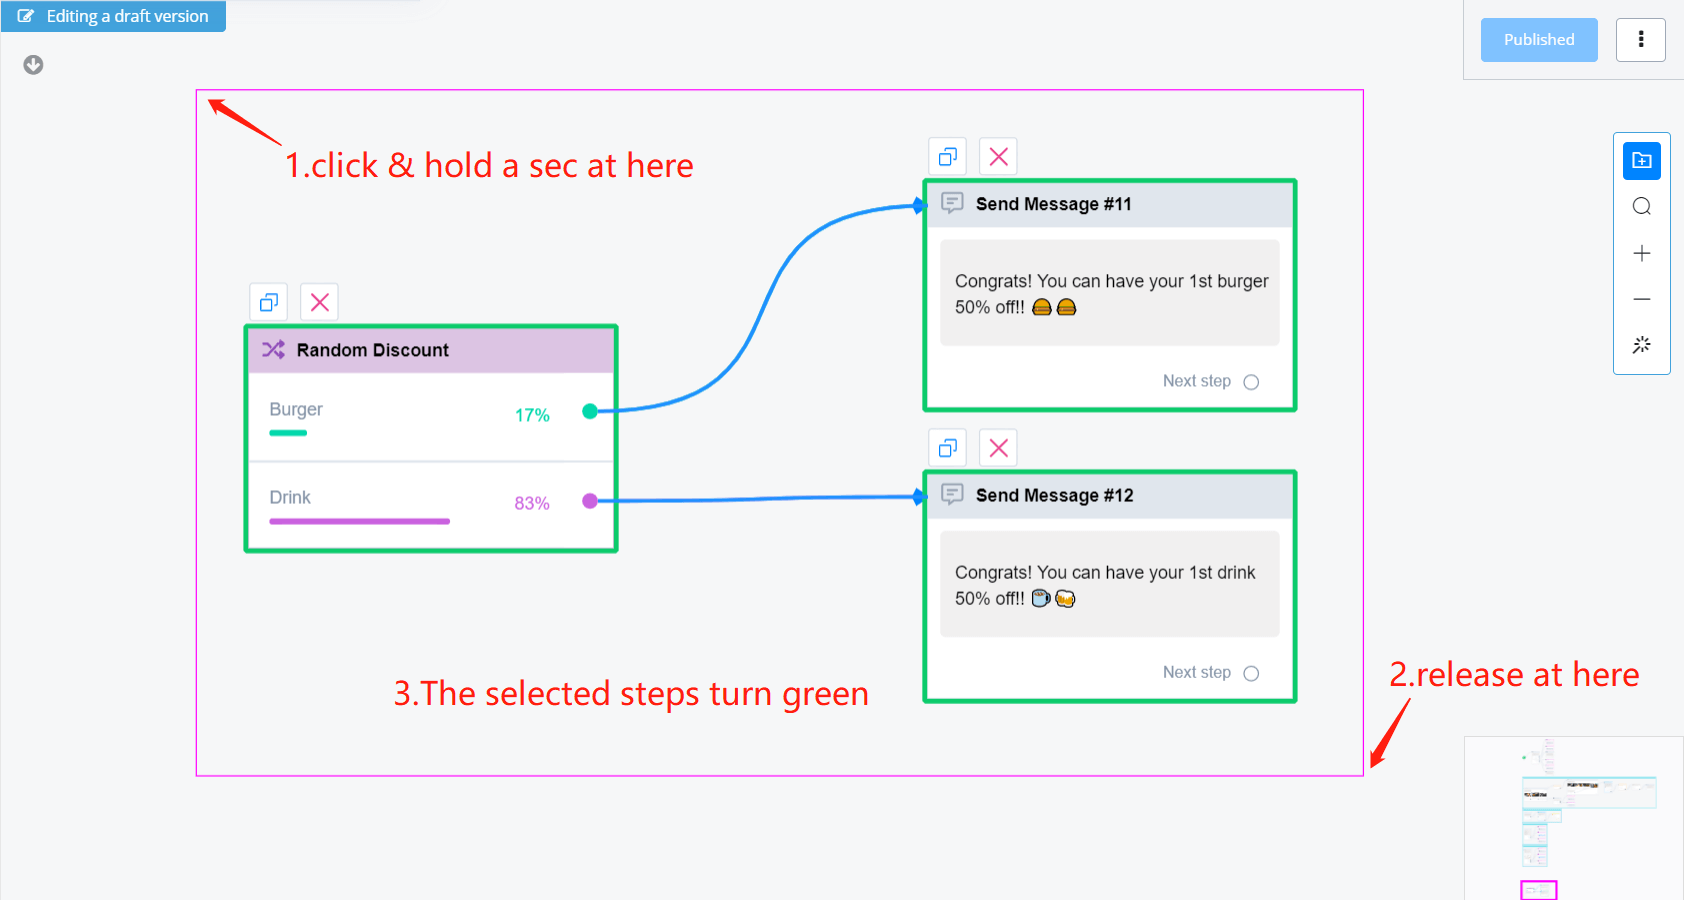 Editing a draft version
Published
1.click & hold a sec at here
Send Message #11
Congrats! You can have your 1st burger
50% off!!
Next step
Random Discount
Burger
17%
Drink
83%
Send Message #12
Congrats! You can have your 1st drink
50% off!!
Next step
2.release at here
3.The selected steps turn green